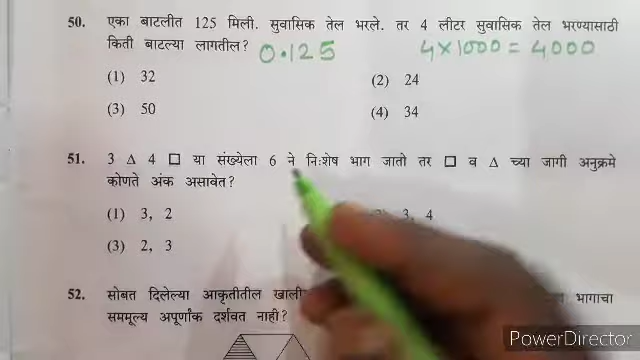 50. एका बाटलीत 125 मिली. सुवासिक तेल भरले. तर 4 लीटर सुवासिक तेल भरण्यासाठी
किती बाटल्या लागतील? 0.125 4×1000 = 4000
(1) 32 (2) 24
(3) 50 (4) 34
51. 3 Δ 4 □ या संख्येला 6 ने निःशेष भाग जातो तर □ व Δ च्या जागी अनुक्रमे
कोणते अंक असावेत?
(1) 3, 2 3, 4
(3) 2, 3
52. सोबत दिलेल्या आकृतीतील खाली भागाचा
सममूल्य अपूर्णांक दर्शवत नाही?
PowerDirector